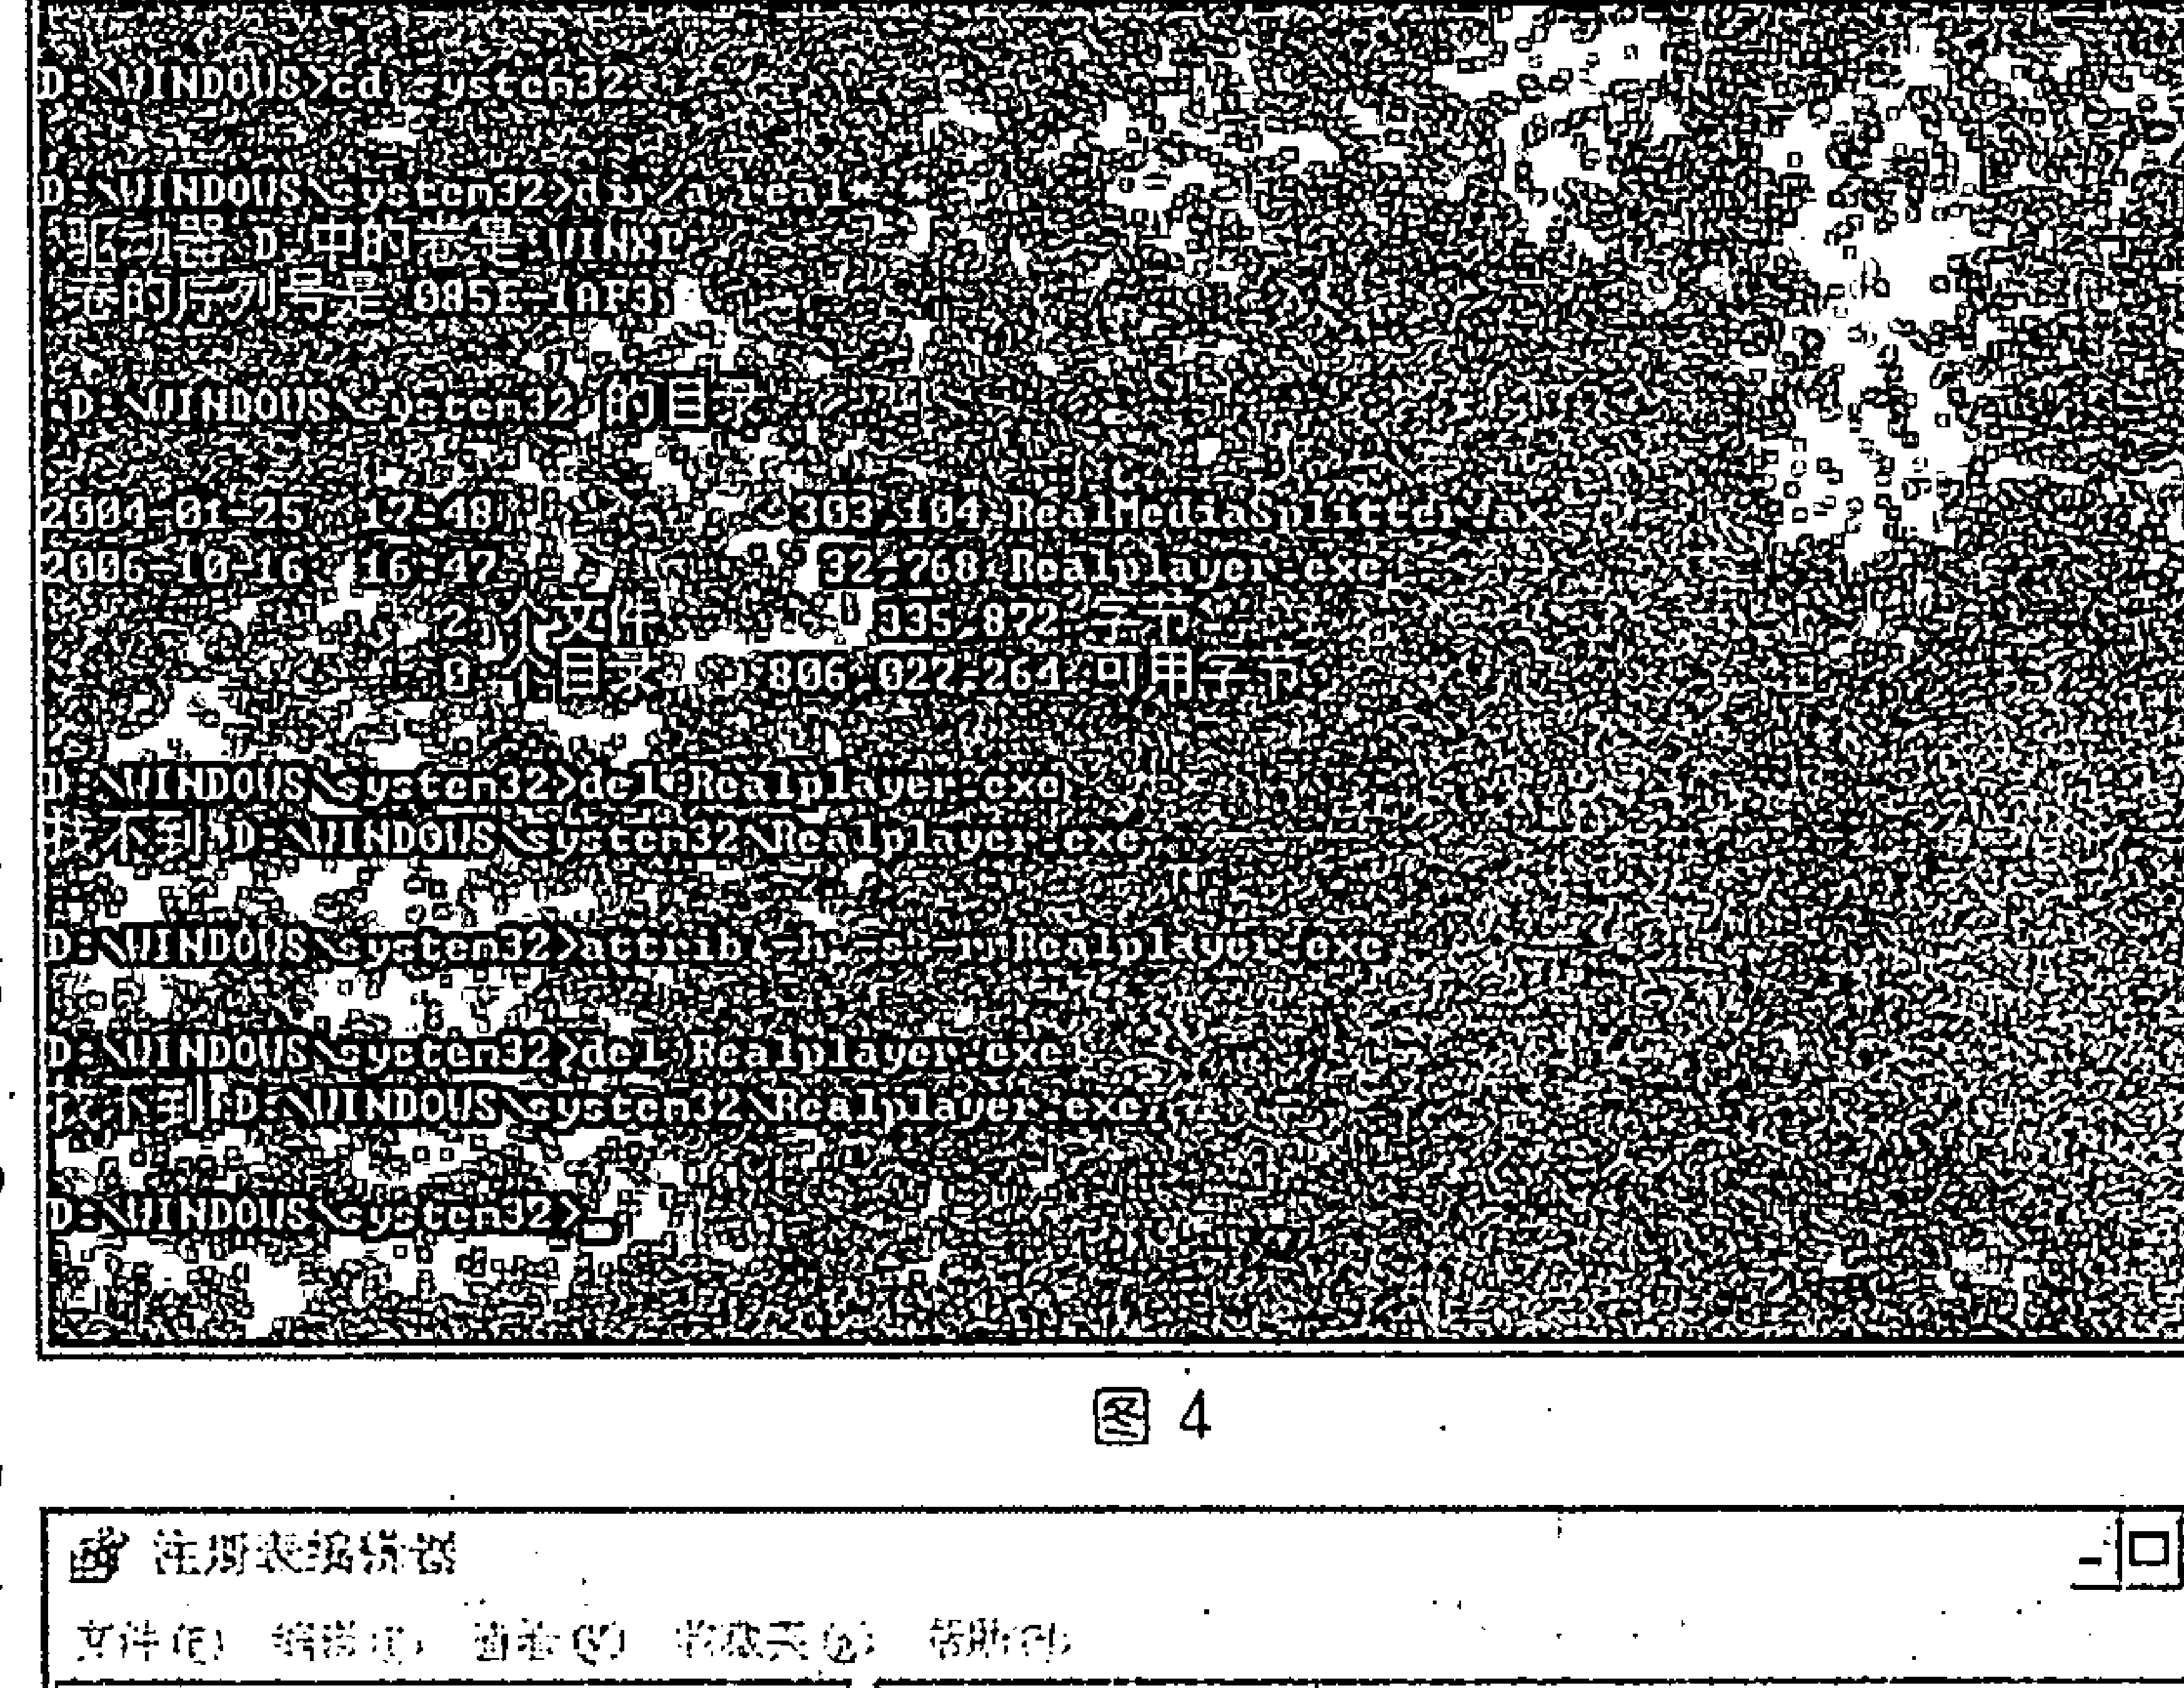 D:\WINDOWS>cd system32
D:\WINDOWS\system32>dir/a real*.*
驱动器 D 中的卷是 WINXP
卷的序列号是 085E-1AF3
D:\WINDOWS\system32 的目录
2004-01-25 17:48 303,104 RealMediaSplitter.ax
2006-10-16 16:47 32,768 Realplayer.exe
2 个文件 335,872 字节
0 个目录 806,027,264 可用字节
D:\WINDOWS\system32>del Realplayer.exe
找不到 D:\WINDOWS\system32\Realplayer.exe
D:\WINDOWS\system32>attrib -h -s -r Realplayer.exe
D:\WINDOWS\system32>del Realplayer.exe
找不到 D:\WINDOWS\system32\Realplayer.exe
D:\WINDOWS\system32>
图 4
注册表编辑器
文件(F) 编辑(E) 查看(V) 收藏夹(A) 帮助(H)